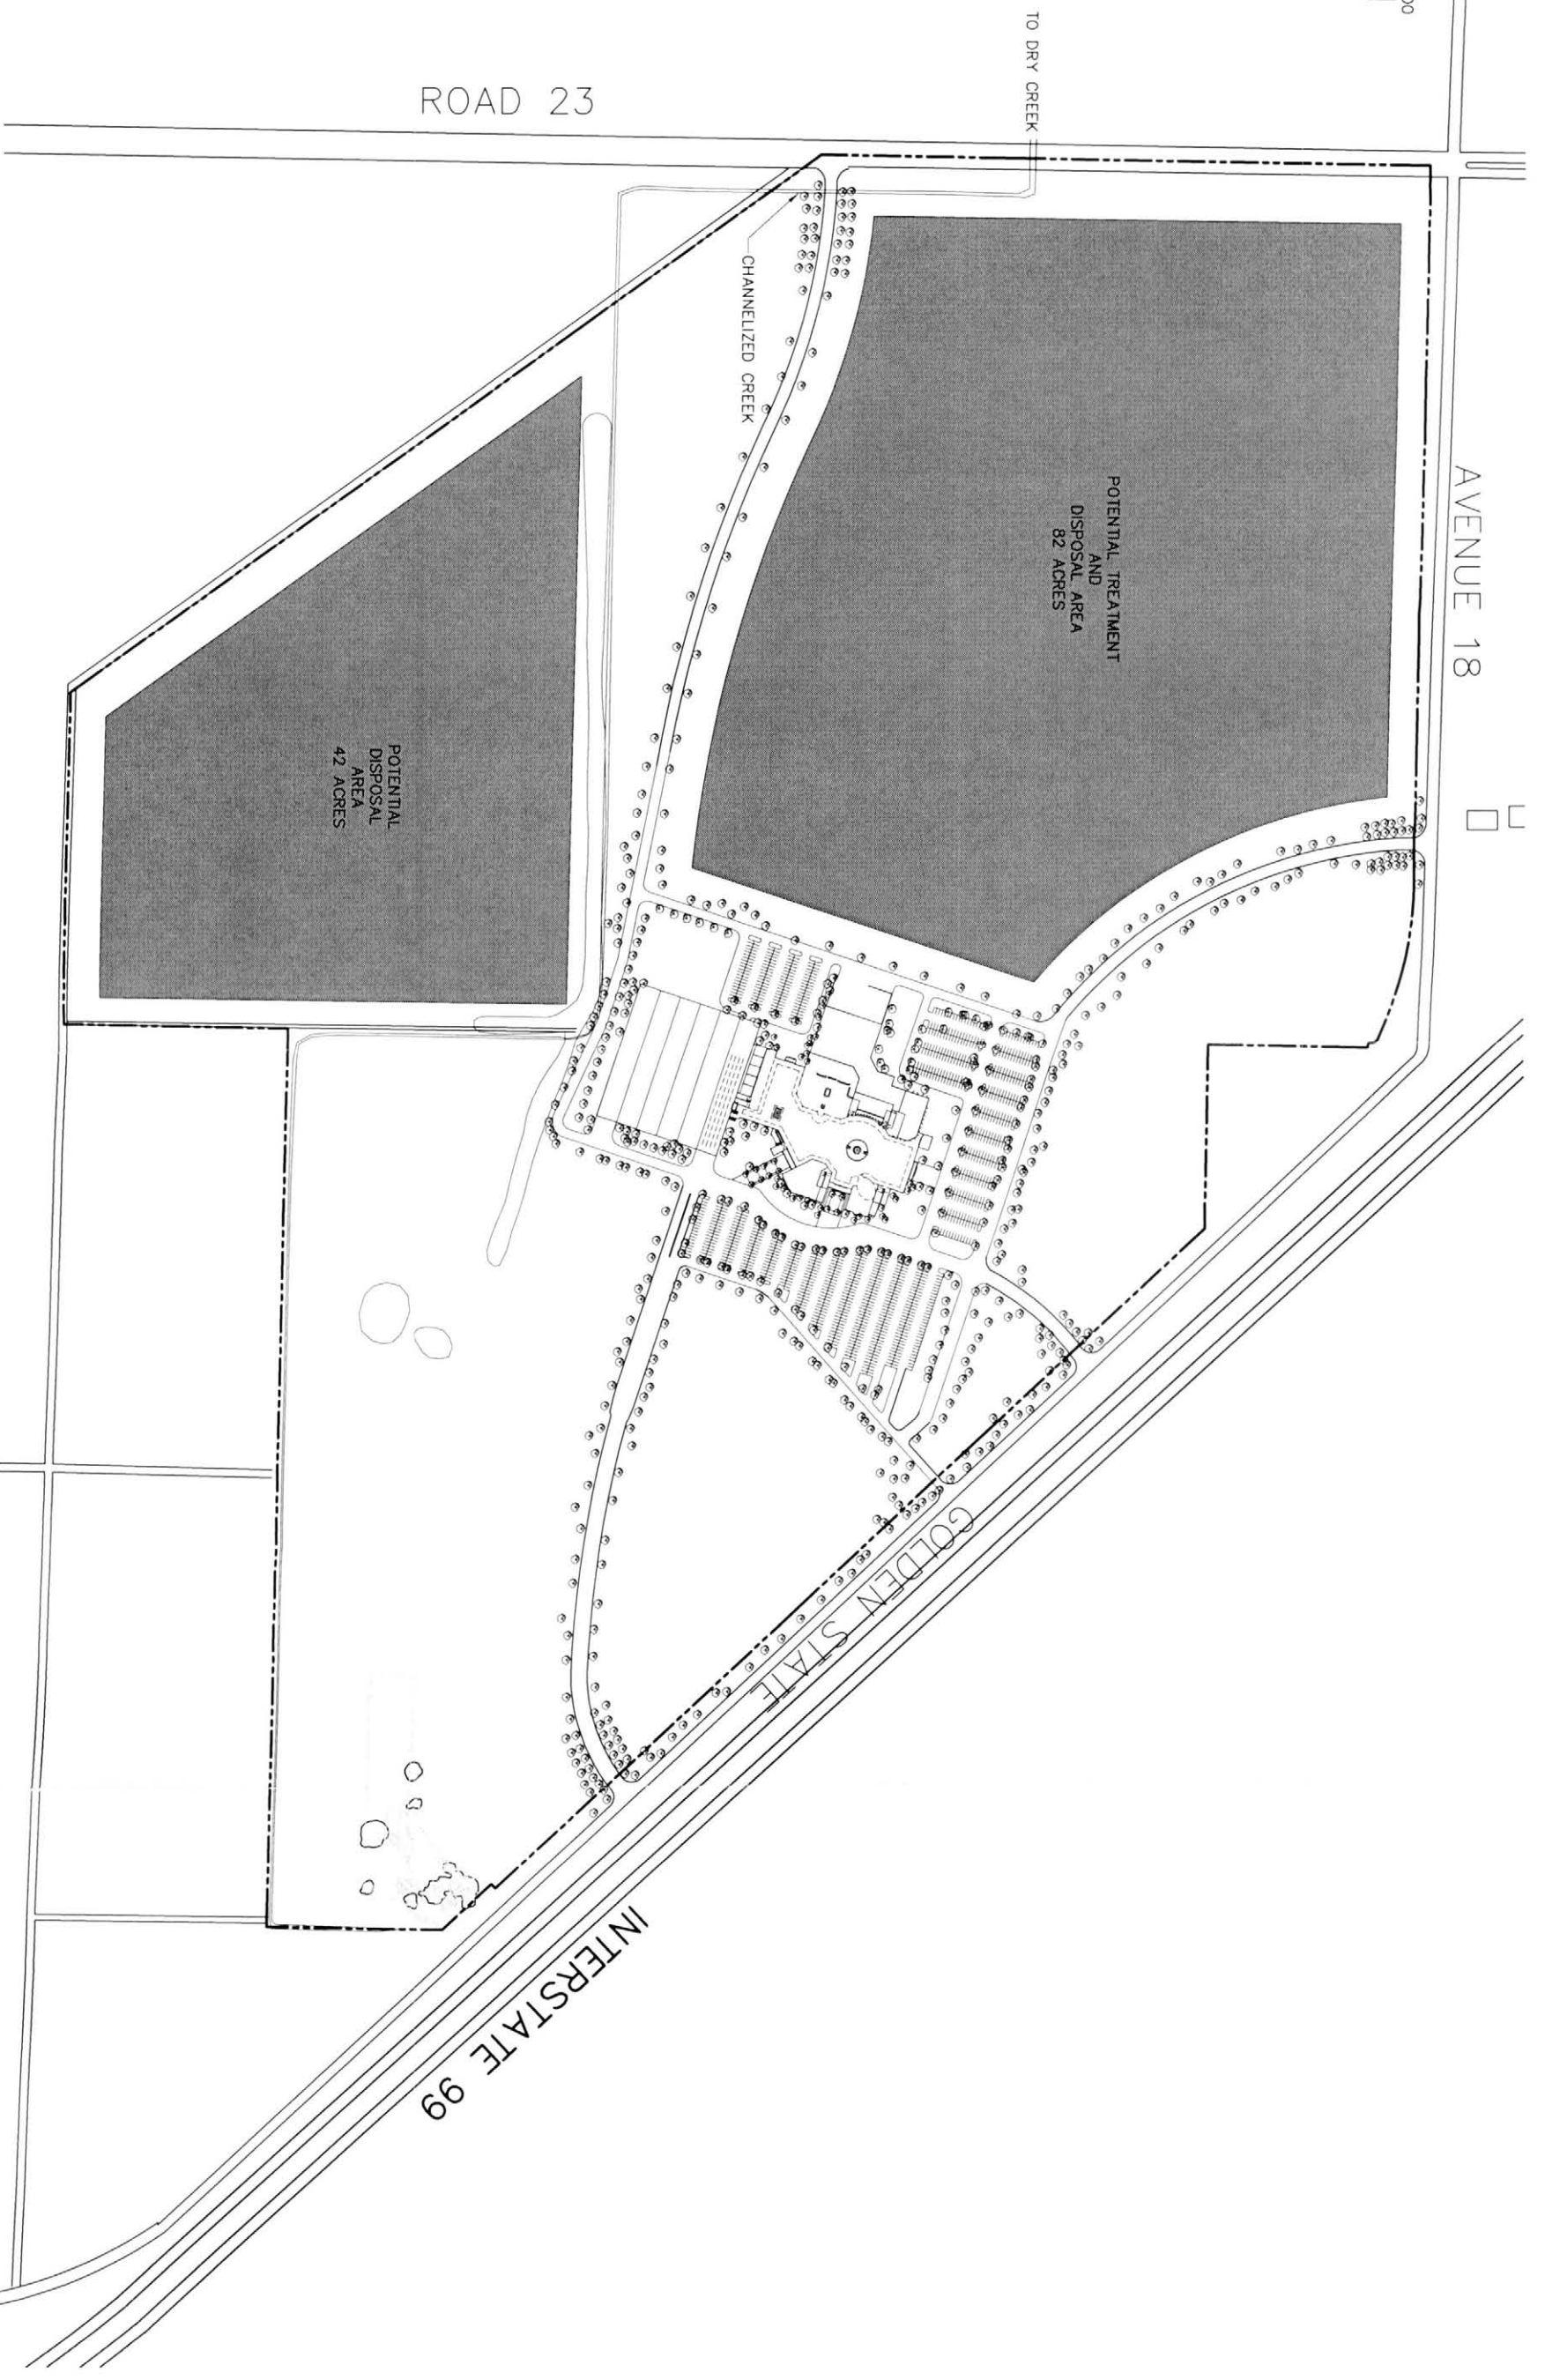 00
TO DRY CREEK
ROAD 23
AVENUE 18
CHANNELIZED CREEK
POTENTIAL TREATMENT
AND
DISPOSAL AREA
82 ACRES
POTENTIAL
DISPOSAL
AREA
42 ACRES
GOLDEN STATE
INTERSTATE 99